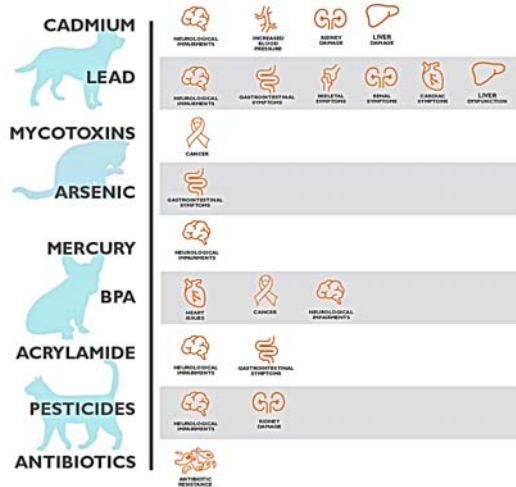 CADMIUM
NEUROLOGICAL
IMPAIRMENTS
INCREASED
BLOOD
PRESSURE
KIDNEY
DAMAGE
LIVER
DAMAGE
LEAD
NEUROLOGICAL
IMPAIRMENTS
GASTROINTESTINAL
SYMPTOMS
SKELETAL
SYMPTOMS
RENAL
SYMPTOMS
CARDIAC
SYMPTOMS
LIVER
DYSFUNCTION
MYCOTOXINS
CANCER
ARSENIC
GASTROINTESTINAL
SYMPTOMS
MERCURY
NEUROLOGICAL
IMPAIRMENTS
BPA
HEART
ISSUES
CANCER
NEUROLOGICAL
IMPAIRMENTS
ACRYLAMIDE
NEUROLOGICAL
IMPAIRMENTS
GASTROINTESTINAL
SYMPTOMS
PESTICIDES
NEUROLOGICAL
IMPAIRMENTS
KIDNEY
DAMAGE
ANTIBIOTICS
ANTIBIOTIC
RESISTANCE